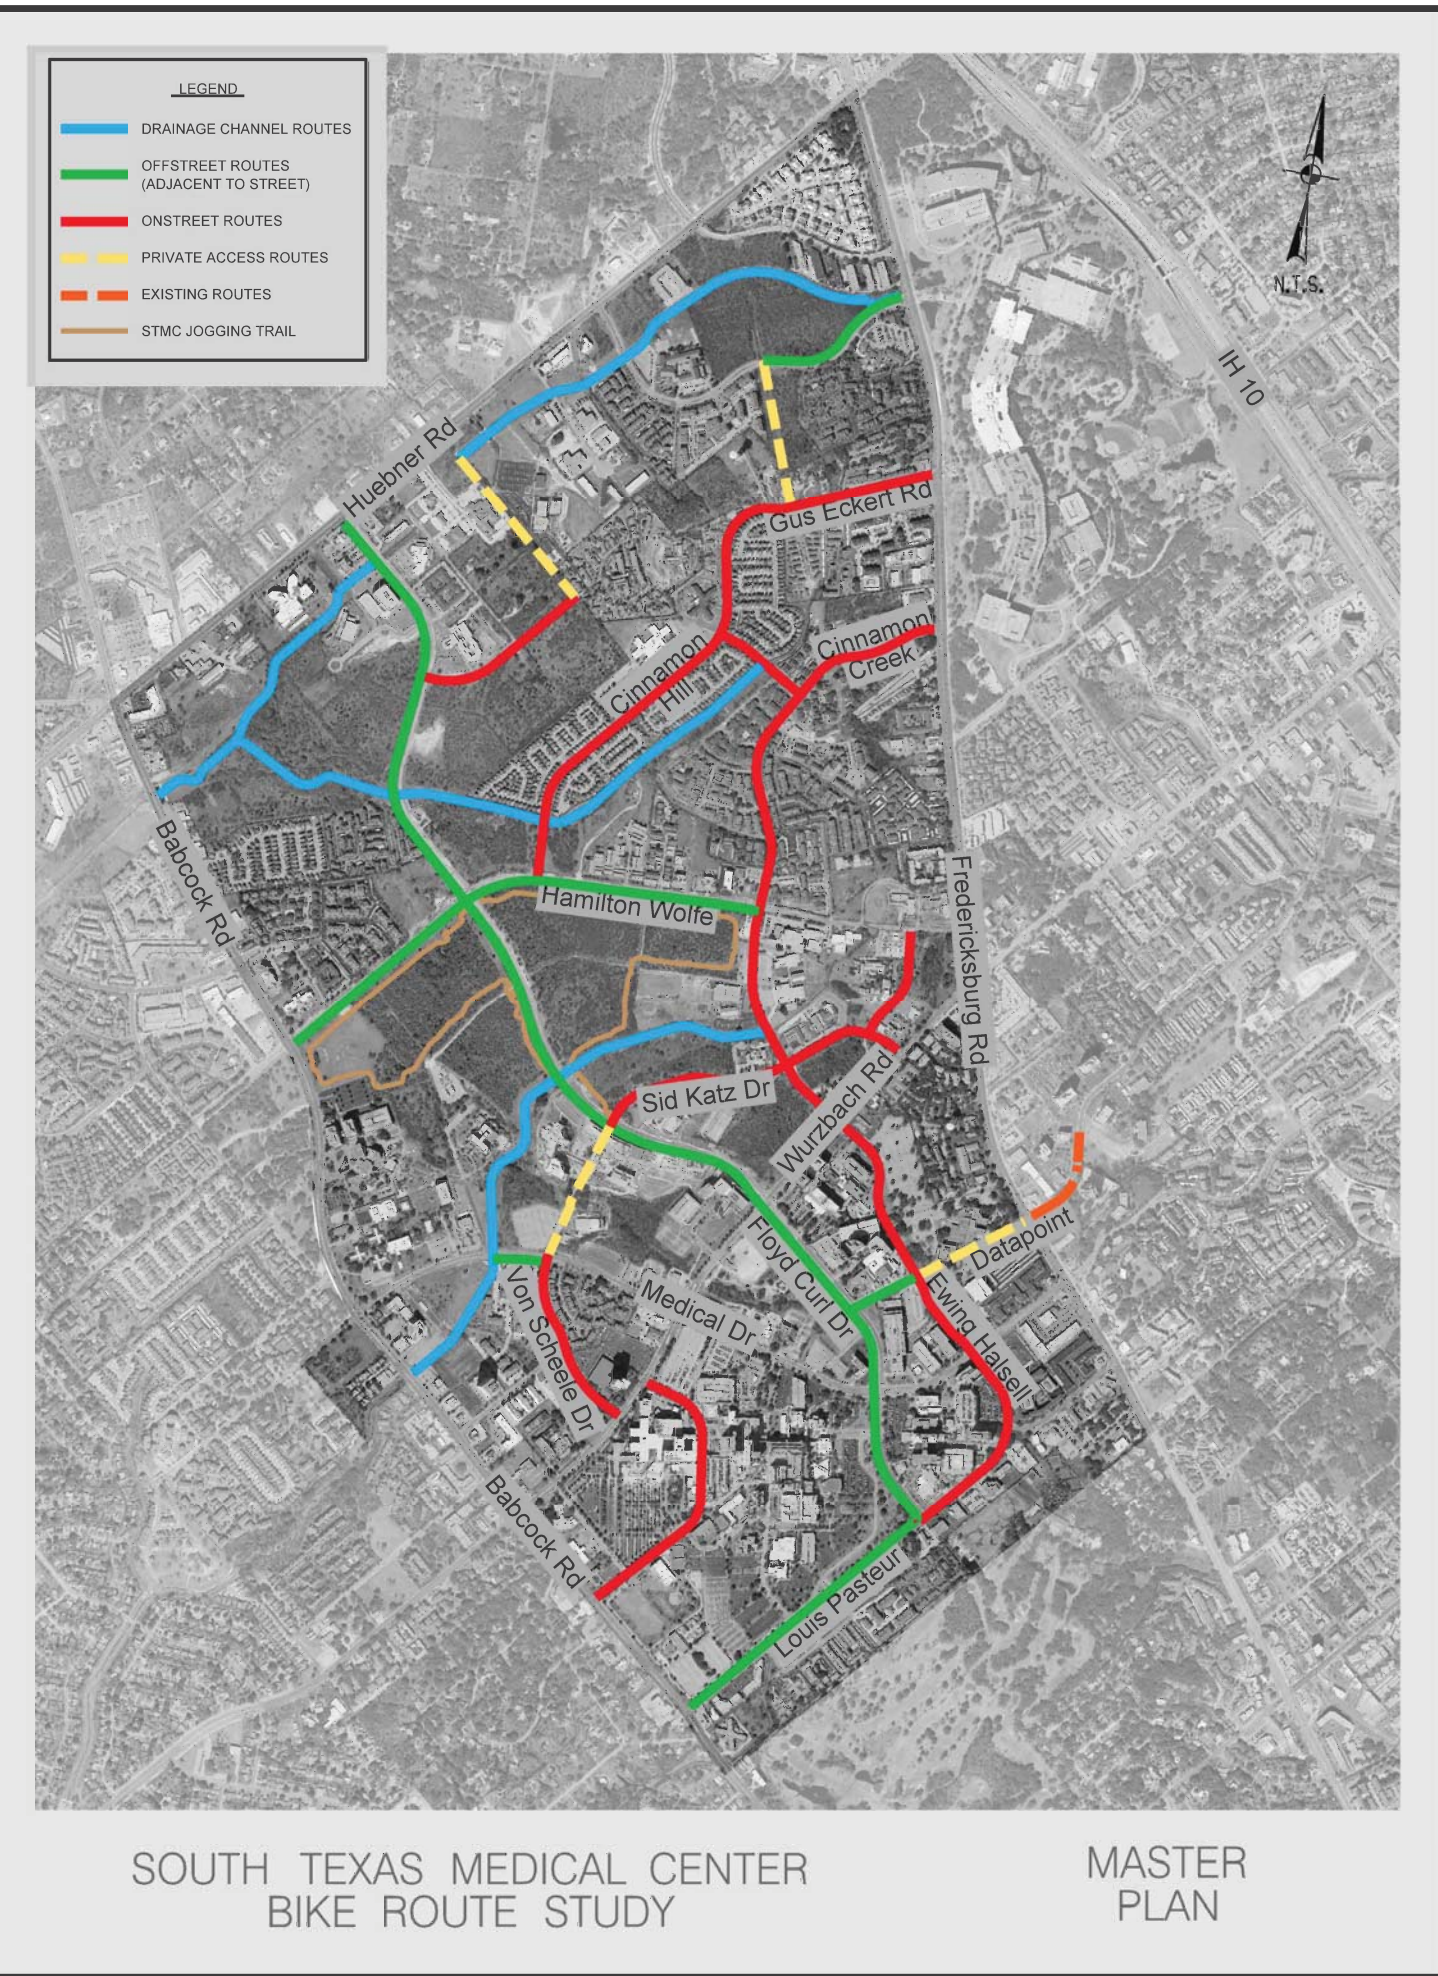 LEGEND
DRAINAGE CHANNEL ROUTES
OFFSTREET ROUTES
(ADJACENT TO STREET)
ONSTREET ROUTES
PRIVATE ACCESS ROUTES
EXISTING ROUTES
STMC JOGGING TRAIL
N.T.S.
IH 10
Huebner Rd
Gus Eckert Rd
Cinnamon
Creek
Cinnamon
Hill
Babcock Rd
Hamilton Wolfe
Fredericksburg Rd
Sid Katz Dr
Wurzbach Rd
Datapoint
Floyd Curl Dr
Von Scheele Dr
Medical Dr
Ewing Halsell
Babcock Rd
Louis Pasteur
SOUTH TEXAS MEDICAL CENTER
BIKE ROUTE STUDY
MASTER
PLAN